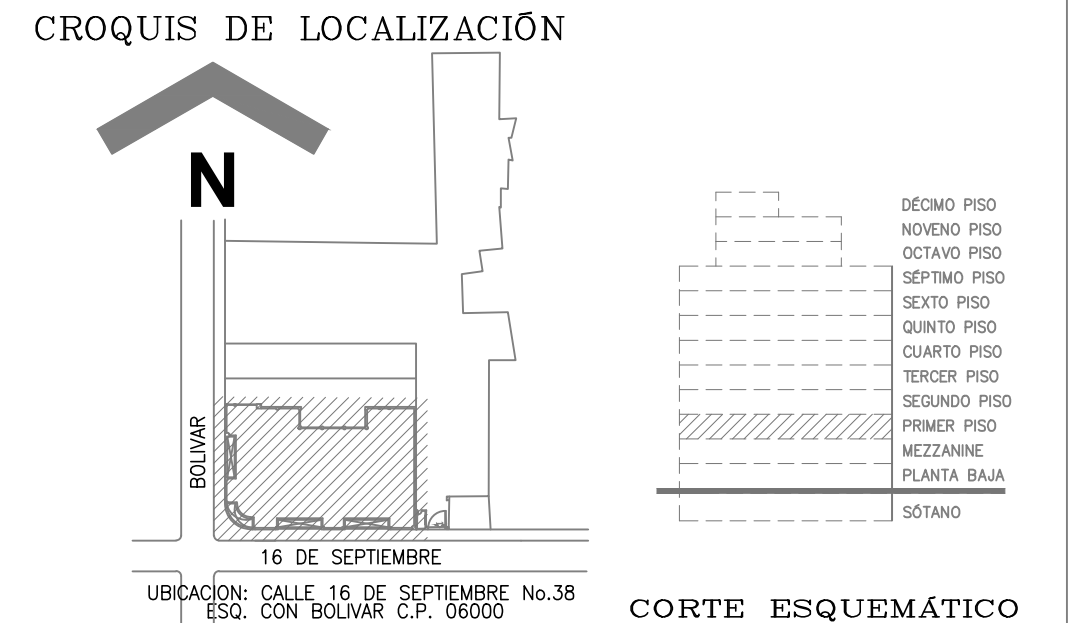 CROQUIS DE LOCALIZACIÓN
N
BOLIVAR
16 DE SEPTIEMBRE
UBICACION: CALLE 16 DE SEPTIEMBRE No.38
ESQ. CON BOLIVAR C.P. 06000
DÉCIMO PISO
NOVENO PISO
OCTAVO PISO
SÉPTIMO PISO
SEXTO PISO
QUINTO PISO
CUARTO PISO
TERCER PISO
SEGUNDO PISO
PRIMER PISO
MEZZANINE
PLANTA BAJA
SÓTANO
CORTE ESQUEMÁTICO